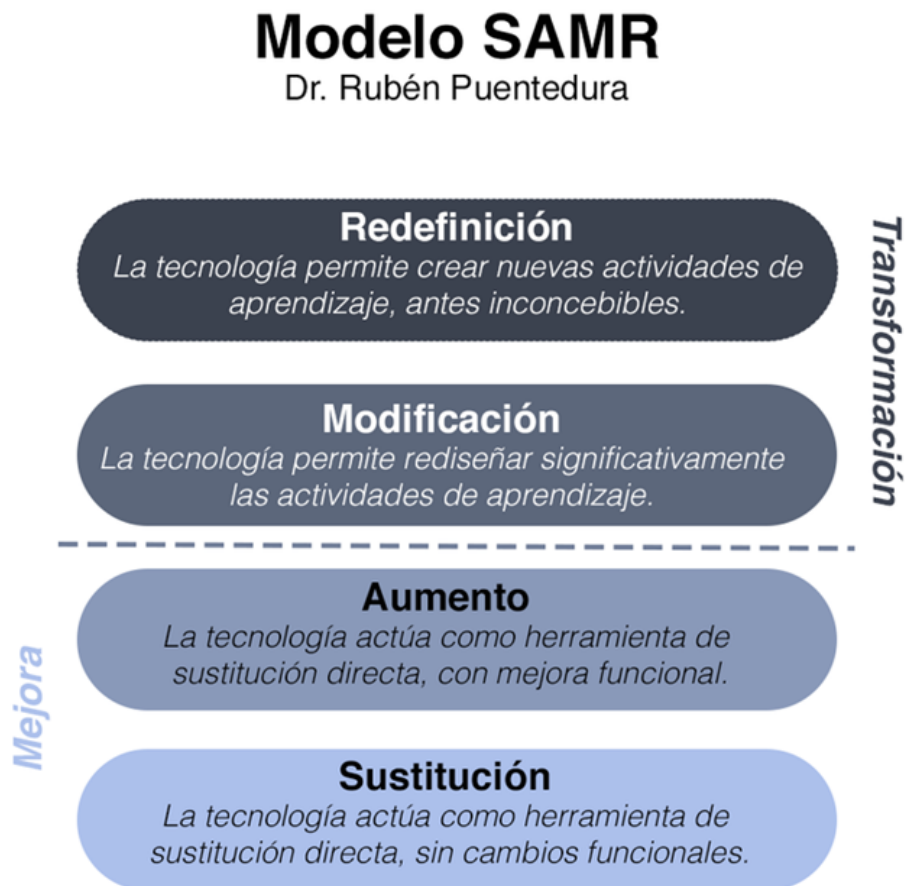 Modelo SAMR
Dr. Rubén Puentedura
Redefinición
La tecnología permite crear nuevas actividades de
aprendizaje, antes inconcebibles.
Transformación
Modificación
La tecnología permite rediseñar significativamente
las actividades de aprendizaje.
Aumento
La tecnología actúa como herramienta de
sustitución directa, con mejora funcional.
Mejora
Sustitución
La tecnología actúa como herramienta de
sustitución directa, sin cambios funcionales.